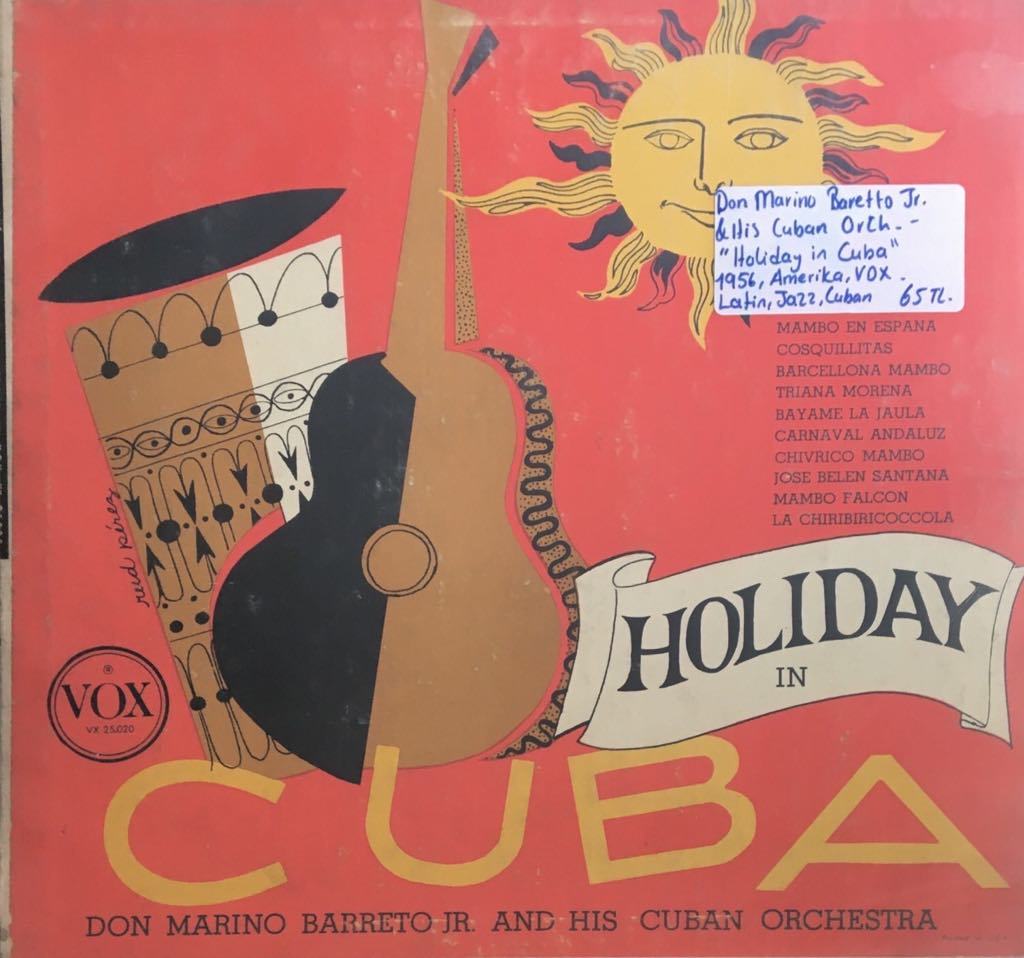 Don Marino Baretto Jr.
& His Cuban Orch. -
"Holiday in Cuba"
1956, Amerika, VOX.
Latin, Jazz, Cuban 65 TL.
MAMBO EN ESPANA
COSQUILLITAS
BARCELLONA MAMBO
TRIANA MORENA
BAYAME LA JAULA
CARNAVAL ANDALUZ
CHIVRICO MAMBO
JOSE BELEN SANTANA
MAMBO FALCON
LA CHIRIBIRICOCCOLA
reid pérez
HOLIDAY
IN
®
VOX
VX 25.020
CUBA
DON MARINO BARRETO JR. AND HIS CUBAN ORCHESTRA